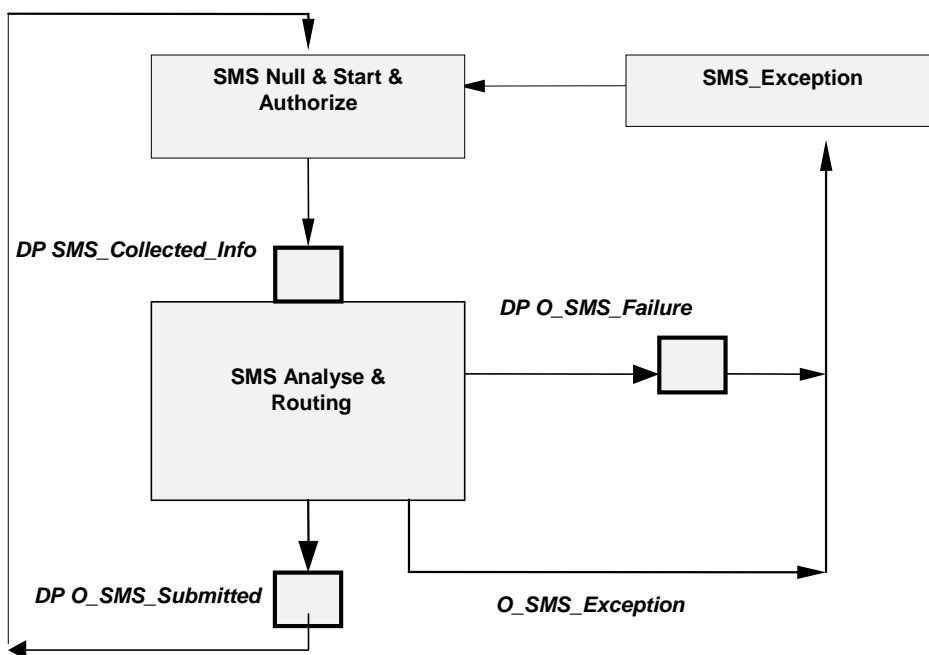 SMS Null & Start &
Authorize
SMS_Exception
DP SMS_Collected_Info
DP O_SMS_Failure
SMS Analyse &
Routing
DP O_SMS_Submitted
O_SMS_Exception